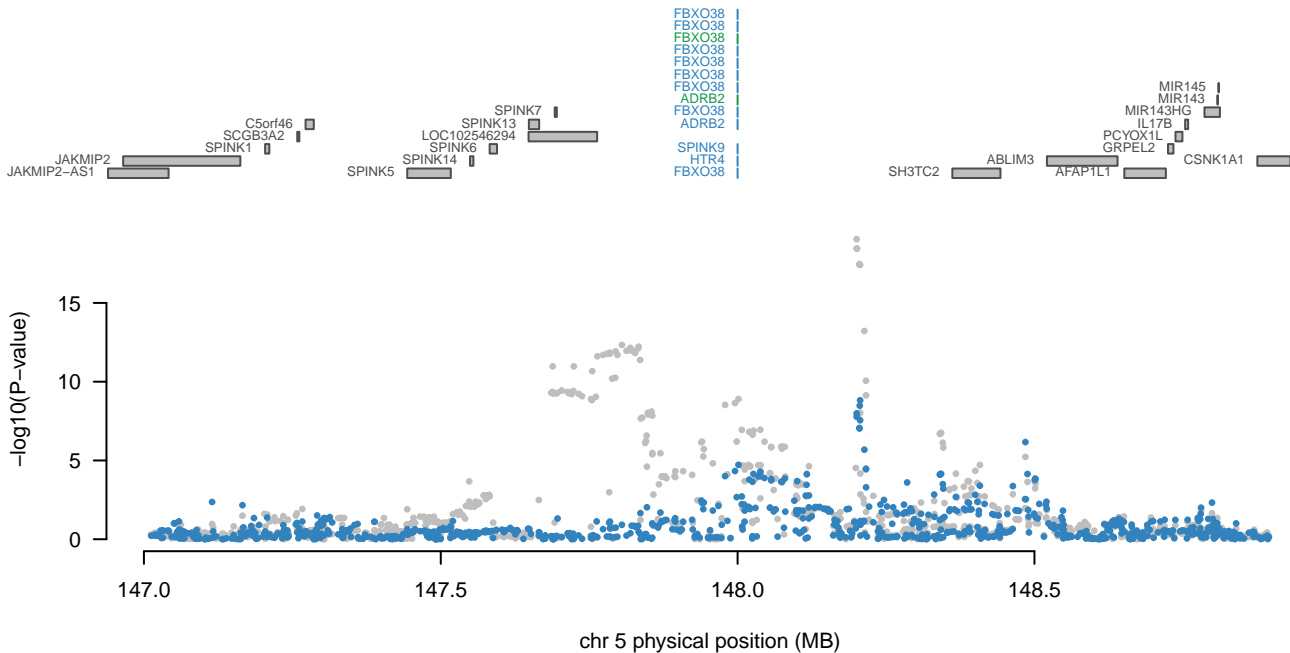 FBXO38
FBXO38
FBXO38
FBXO38
FBXO38
FBXO38
FBXO38 MIR145
ADRB2 MIR143
SPINK7 FBXO38 MIR143HG
C5orf46 SPINK13 ADRB2 IL17B
SCGB3A2 LOC102546294 PCYOX1L
SPINK1 SPINK6 SPINK9 GRPEL2
JAKMIP2 SPINK14 HTR4 ABLIM3 CSNK1A1
JAKMIP2−AS1 SPINK5 FBXO38 SH3TC2 AFAP1L1
15
10
5
0
−log10(P−value)
147.0 147.5 148.0 148.5
chr 5 physical position (MB)